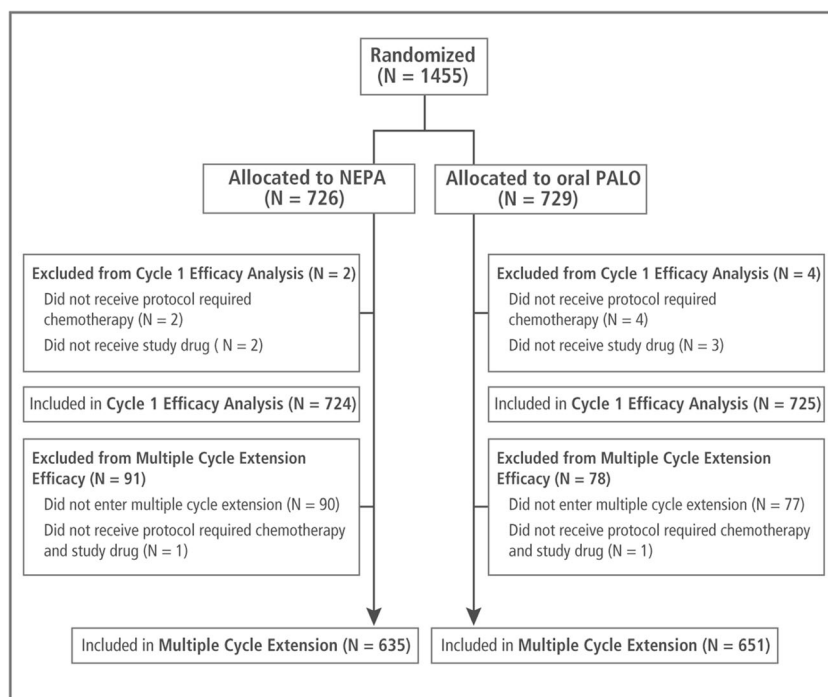 Randomized
(N = 1455)
Allocated to NEPA
(N = 726)
Allocated to oral PALO
(N = 729)
Excluded from Cycle 1 Efficacy Analysis (N = 2)
Did not receive protocol required
chemotherapy (N = 2)
Did not receive study drug ( N = 2)
Excluded from Cycle 1 Efficacy Analysis (N = 4)
Did not receive protocol required
chemotherapy (N = 4)
Did not receive study drug (N = 3)
Included in Cycle 1 Efficacy Analysis (N = 724)
Included in Cycle 1 Efficacy Analysis (N = 725)
Excluded from Multiple Cycle Extension
Efficacy (N = 91)
Did not enter multiple cycle extension (N = 90)
Did not receive protocol required chemotherapy
and study drug (N = 1)
Excluded from Multiple Cycle Extension
Efficacy (N = 78)
Did not enter multiple cycle extension (N = 77)
Did not receive protocol required chemotherapy
and study drug (N = 1)
Included in Multiple Cycle Extension (N = 635)
Included in Multiple Cycle Extension (N = 651)